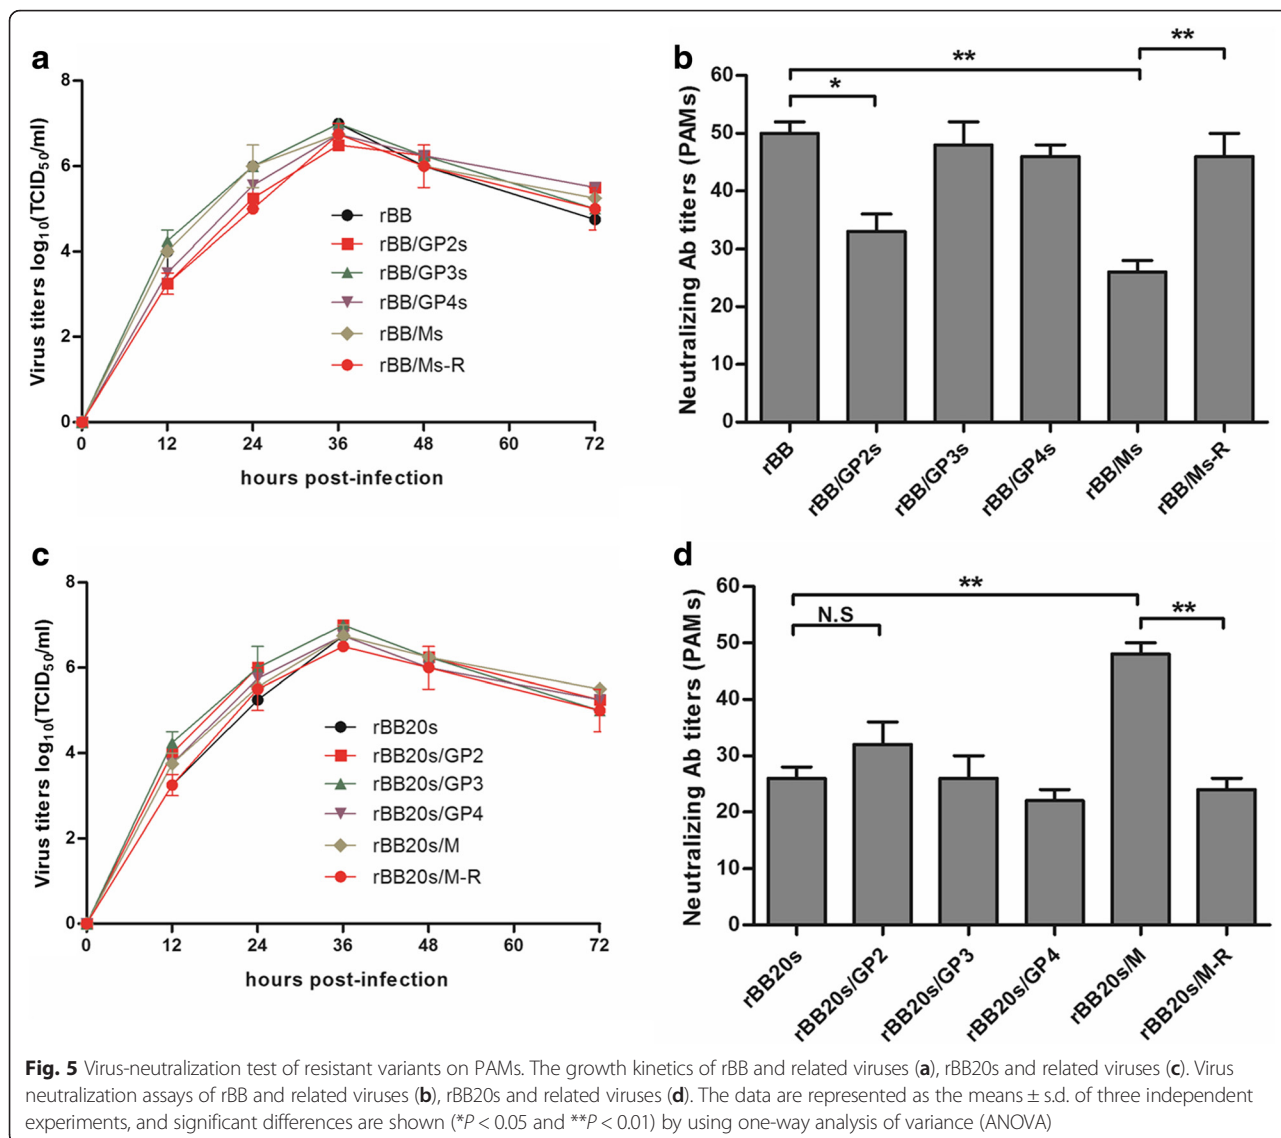 a
Virus titers log10(TCID50/ml)
8
6
4
2
0
0 12 24 36 48 60 72
hours post-infection
rBB
rBB/GP2s
rBB/GP3s
rBB/GP4s
rBB/Ms
rBB/Ms-R
b
Neutralizing Ab titers (PAMs)
60
50
40
30
20
10
0
*
**
**
rBB
rBB/GP2s
rBB/GP3s
rBB/GP4s
rBB/Ms
rBB/Ms-R
c
Virus titers log10(TCID50/ml)
8
6
4
2
0
0 12 24 36 48 60 72
hours post-infection
rBB20s
rBB20s/GP2
rBB20s/GP3
rBB20s/GP4
rBB20s/M
rBB20s/M-R
d
Neutralizing Ab titers (PAMs)
60
50
40
30
20
10
0
N.S
**
**
rBB20s
rBB20s/GP2
rBB20s/GP3
rBB20s/GP4
rBB20s/M
rBB20s/M-R
Fig. 5 Virus-neutralization test of resistant variants on PAMs. The growth kinetics of rBB and related viruses (a), rBB20s and related viruses (c). Virus
neutralization assays of rBB and related viruses (b), rBB20s and related viruses (d). The data are represented as the means ± s.d. of three independent
experiments, and significant differences are shown (*P < 0.05 and **P < 0.01) by using one-way analysis of variance (ANOVA)